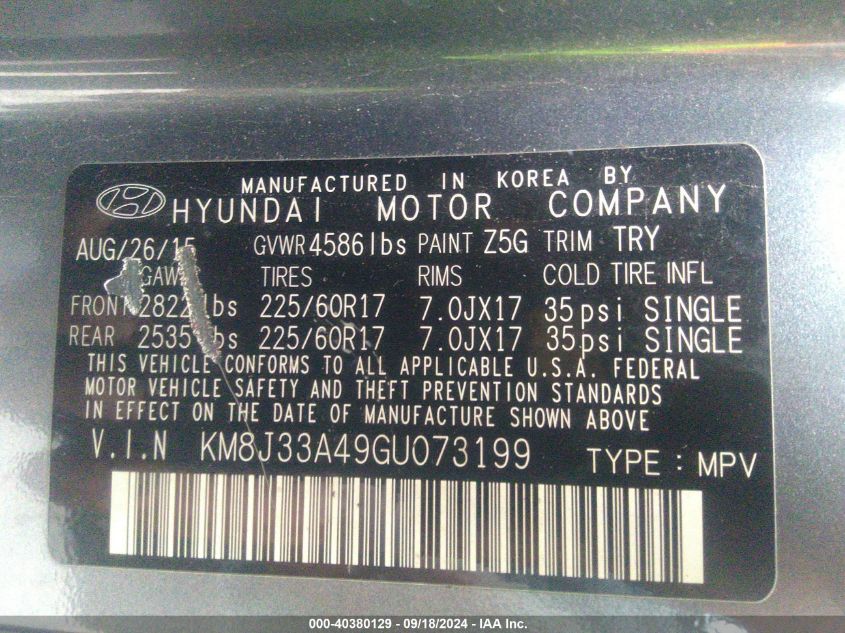 MANUFACTURED IN KOREA BY
HYUNDAI MOTOR COMPANY
AUG/26/15 GVWR 4586 lbs PAINT Z5G TRIM TRY
TIRES RIMS COLD TIRE INFL
FRONT 2822 lbs 225/60R17 7.0JX17 35psi SINGLE
REAR 2535 lbs 225/60R17 7.0JX17 35psi SINGLE
THIS VEHICLE CONFORMS TO ALL APPLICABLE U.S.A. FEDERAL
MOTOR VEHICLE SAFETY AND THEFT PREVENTION STANDARDS
IN EFFECT ON THE DATE OF MANUFACTURE SHOWN ABOVE
V.I.N KM8J33A49GU073199 TYPE : MPV
000-40380129 - 09/18/2024 - IAA Inc.